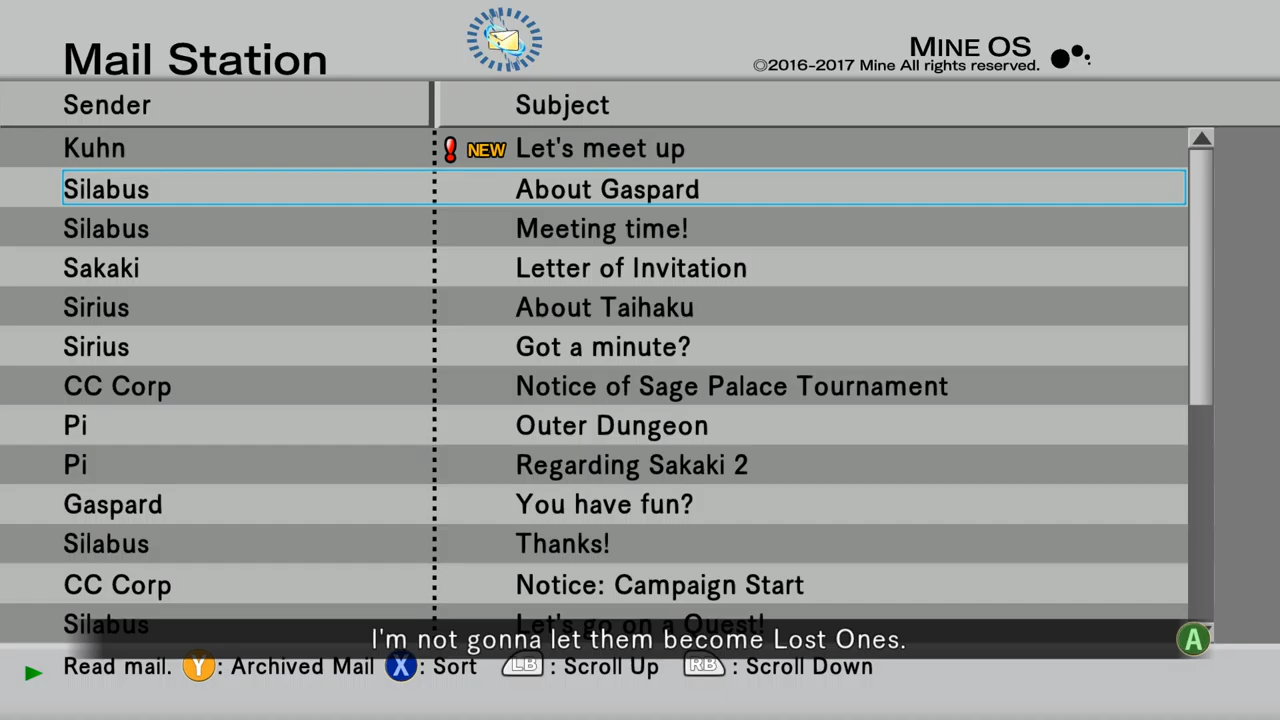 Mail Station
MINE OS
©2016-2017 Mine All rights reserved.
Sender Subject
Kuhn ! NEW Let's meet up
Silabus About Gaspard
Silabus Meeting time!
Sakaki Letter of Invitation
Sirius About Taihaku
Sirius Got a minute?
CC Corp Notice of Sage Palace Tournament
Pi Outer Dungeon
Pi Regarding Sakaki 2
Gaspard You have fun?
Silabus Thanks!
CC Corp Notice: Campaign Start
Silabus Let's go on a Quest!
I'm not gonna let them become Lost Ones. A
Read mail. Y: Archived Mail X: Sort LB: Scroll Up RB: Scroll Down